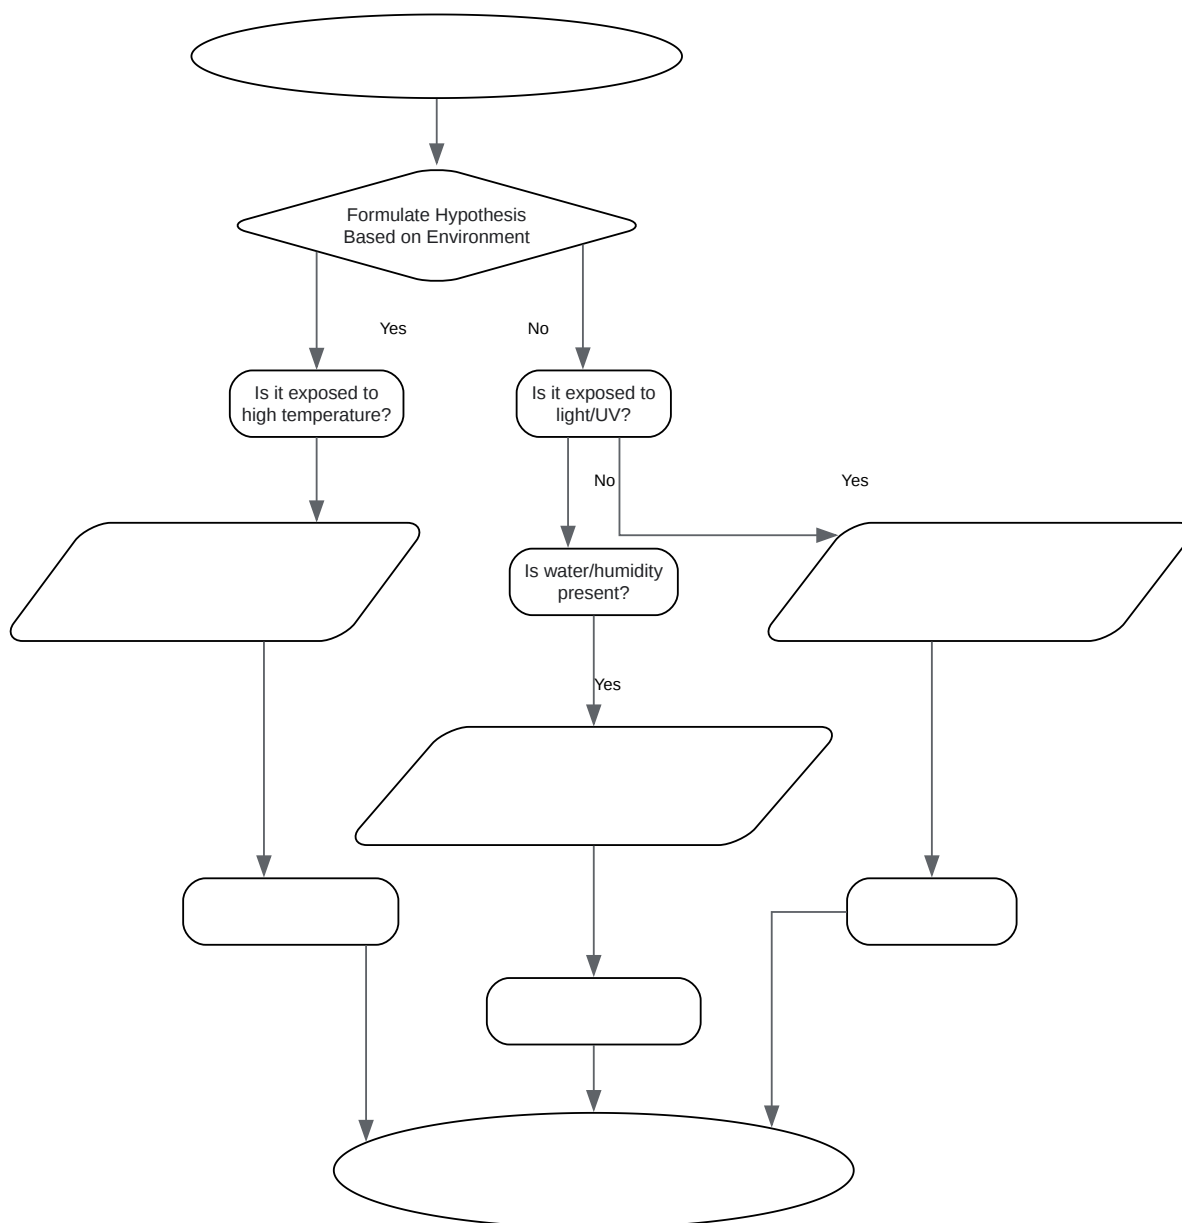 Formulate Hypothesis
Based on Environment
Yes
No
Is it exposed to
high temperature?
Is it exposed to
light/UV?
No
Yes
Is water/humidity
present?
Yes